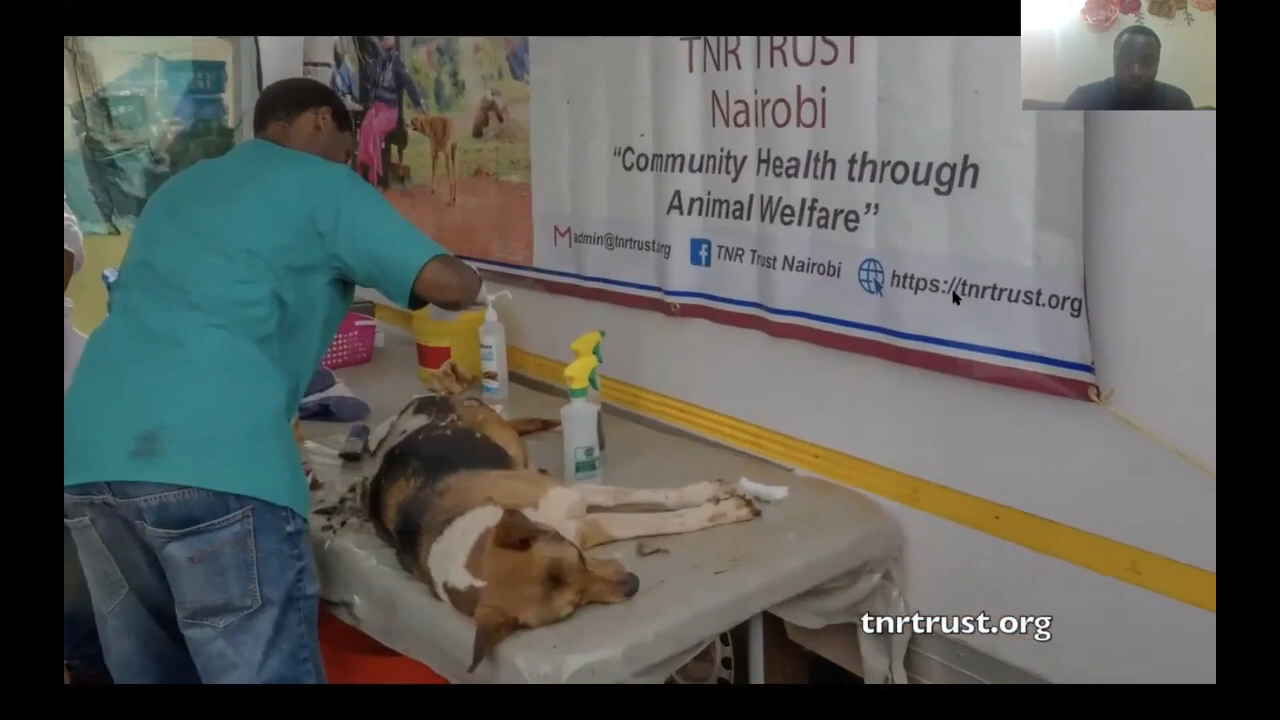 TNR TRUST
Nairobi
“Community Health through
Animal Welfare”
admin@tnrtrust.org
TNR Trust Nairobi
https://tnrtrust.org
tnrtrust.org